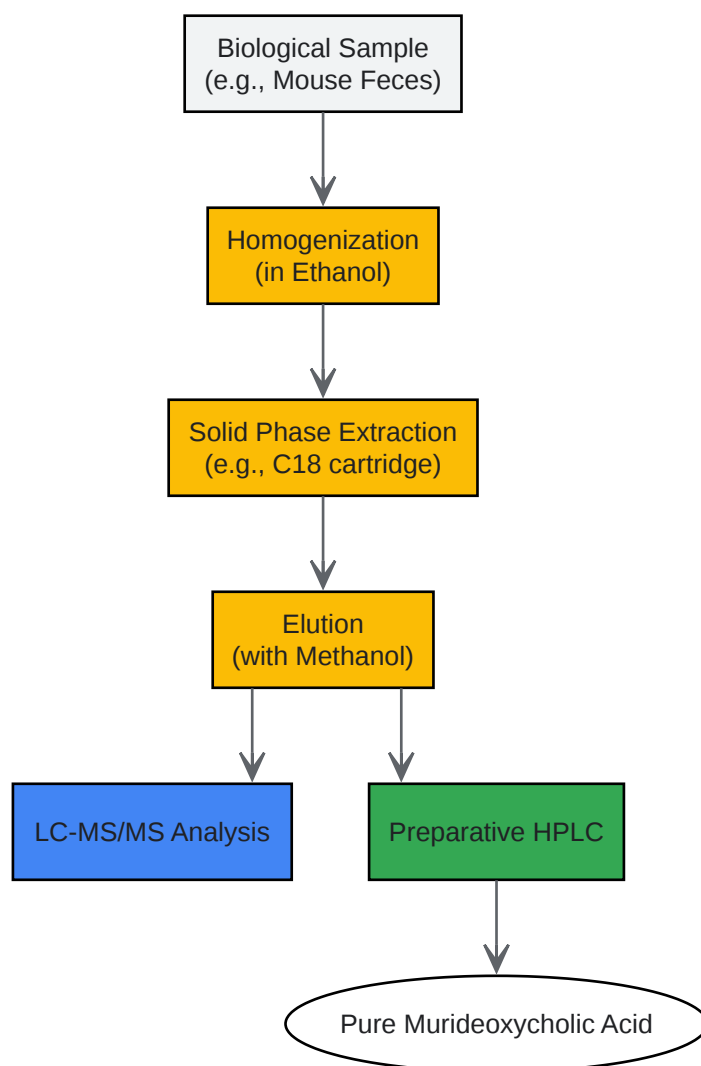 Biological Sample
(e.g., Mouse Feces)
Homogenization
(in Ethanol)
Solid Phase Extraction
(e.g., C18 cartridge)
Elution
(with Methanol)
LC-MS/MS Analysis
Preparative HPLC
Pure Murideoxycholic Acid